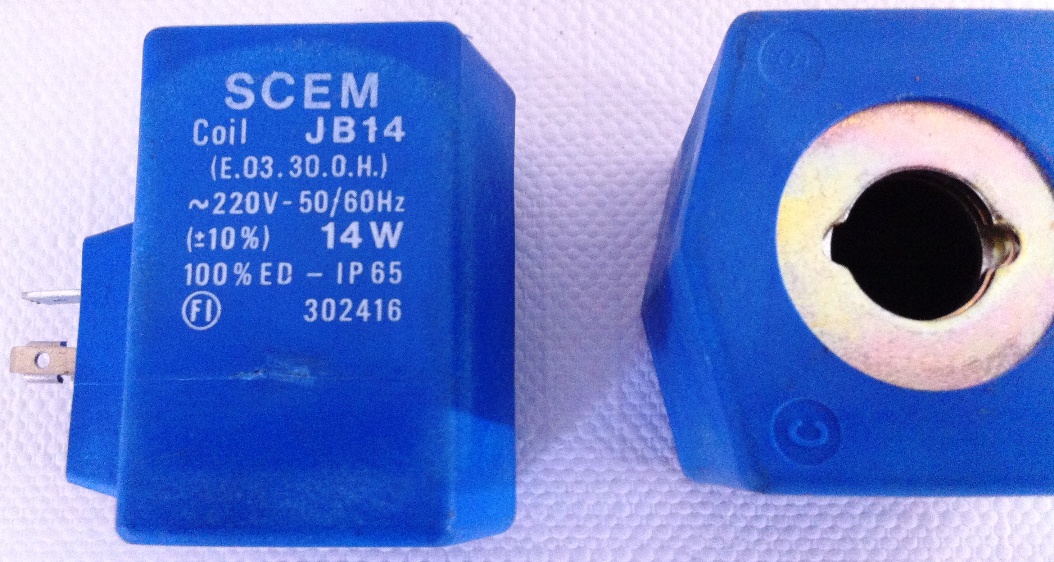 SCEM
Coil JB14
(E.03.30.0.H.)
~220V-50/60Hz
(±10%) 14W
100%ED - IP65
FI 302416
C